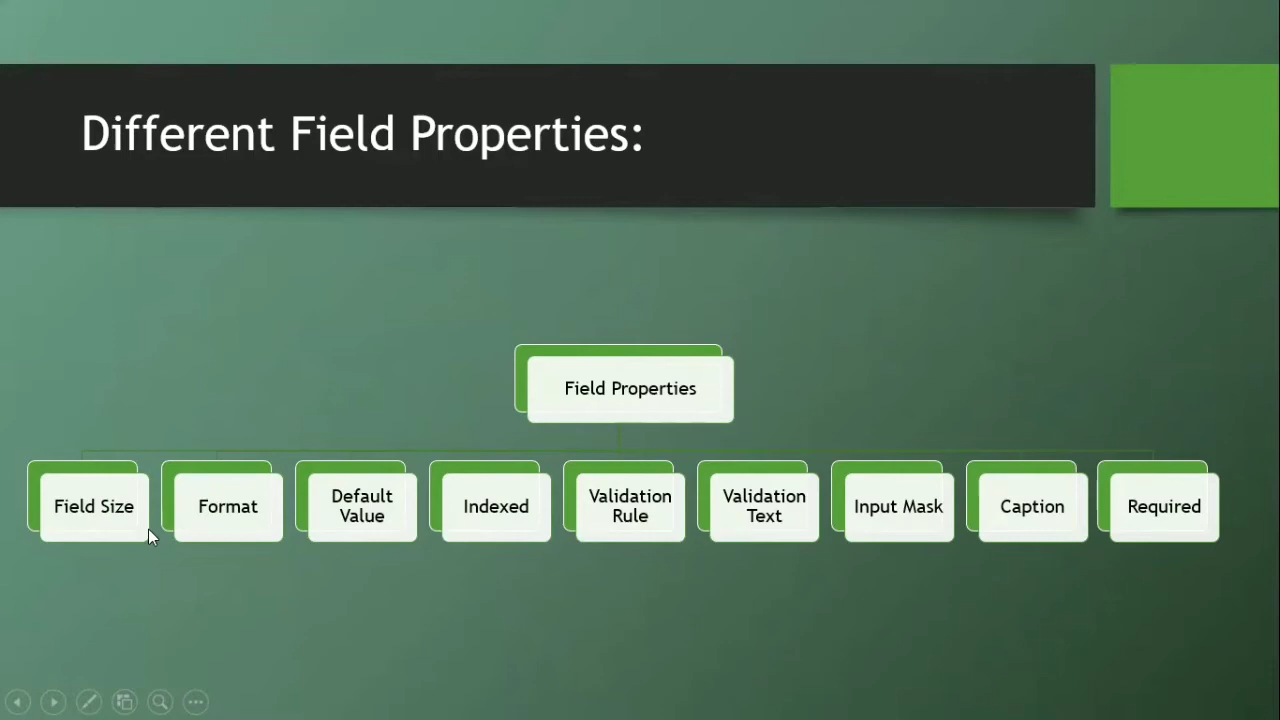 Different Field Properties:
Field Properties
Field Size
Format
Default
Value
Indexed
Validation
Rule
Validation
Text
Input Mask
Caption
Required